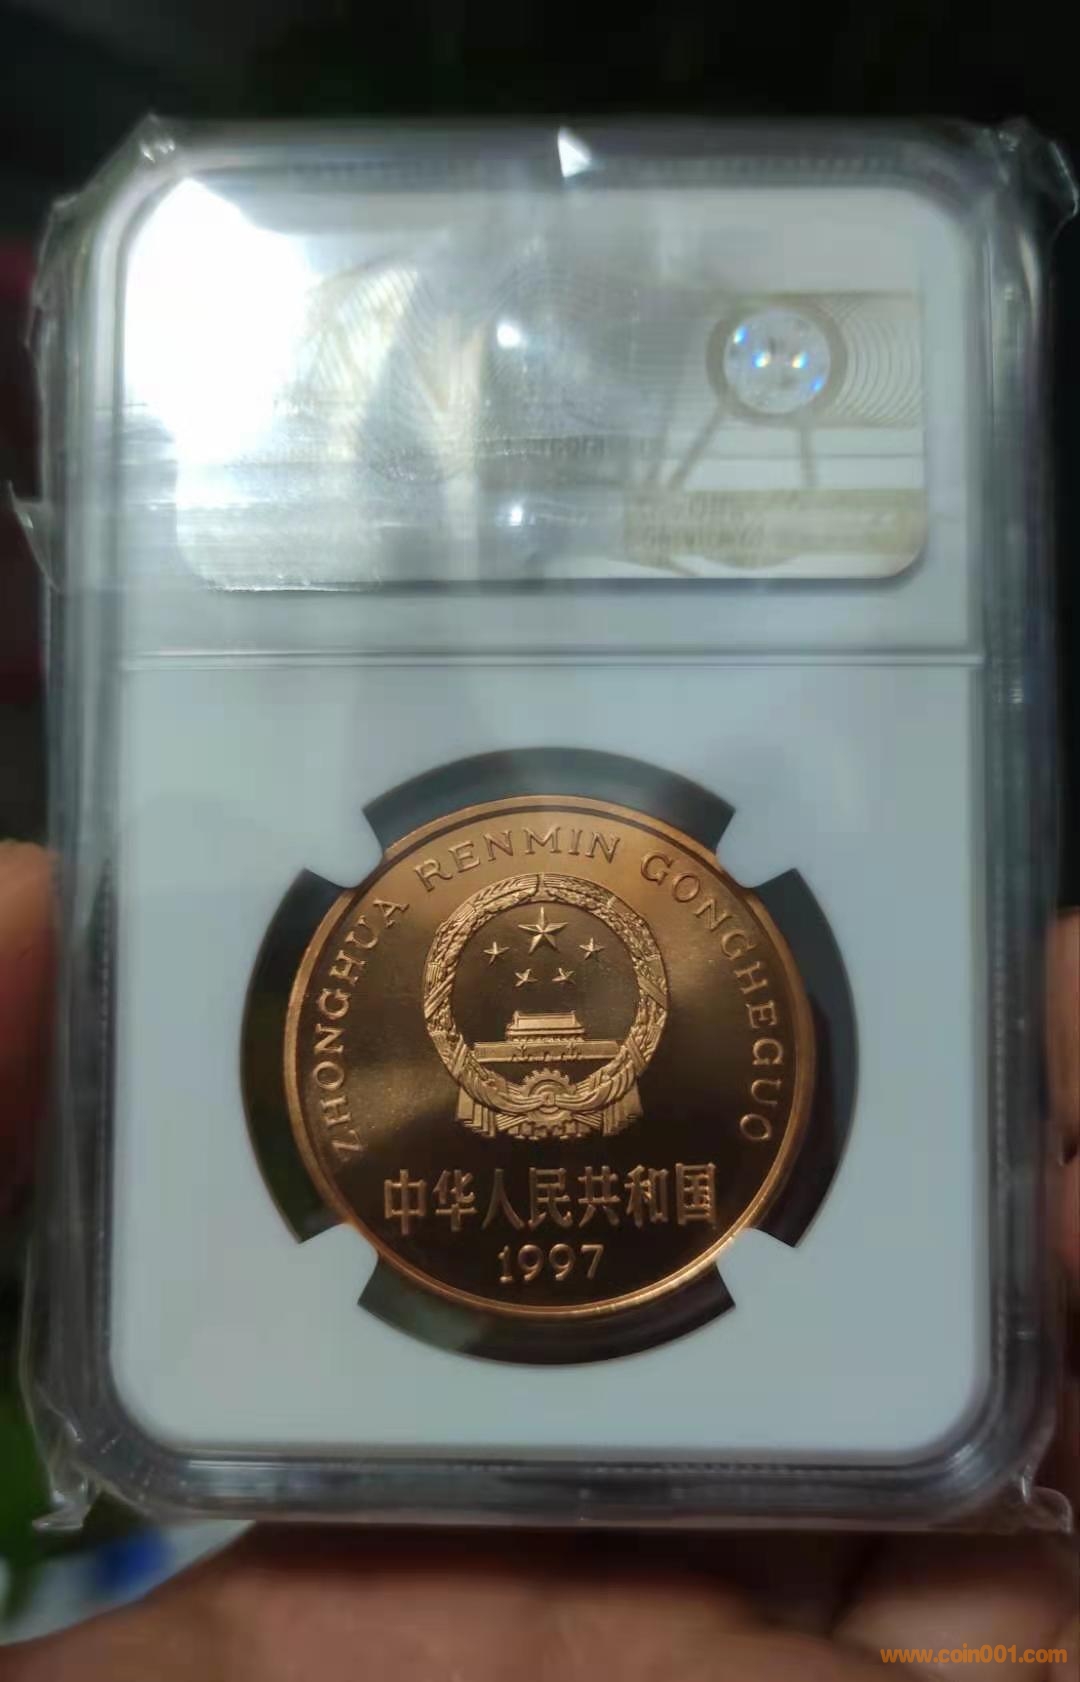 ZHONGHUA RENMIN GONGHEGUO
中华人民共和国
1997
www.coin001.com